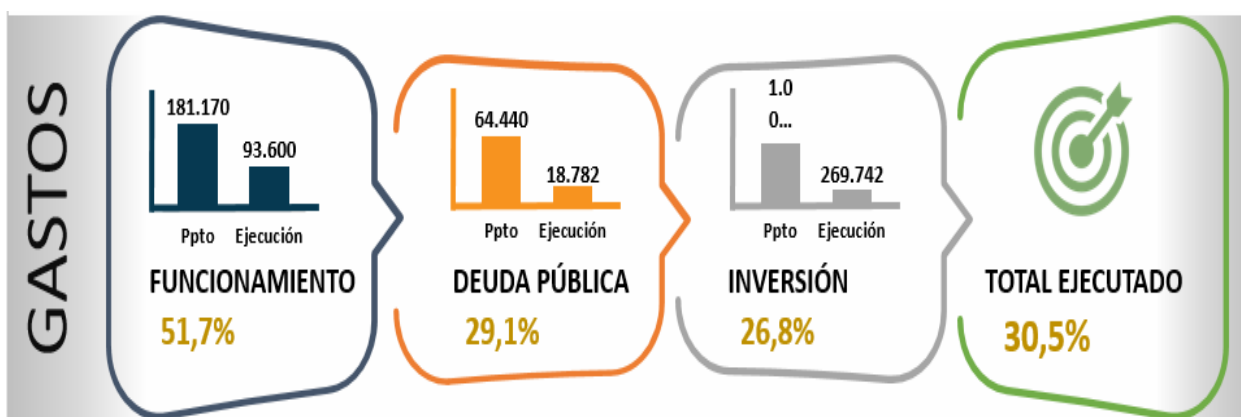 GASTOS
181.170
93.600
Ppto Ejecución
FUNCIONAMIENTO
51,7%
64.440
18.782
Ppto Ejecución
DEUDA PÚBLICA
29,1%
1.0
0...
269.742
Ppto Ejecución
INVERSIÓN
26,8%
TOTAL EJECUTADO
30,5%